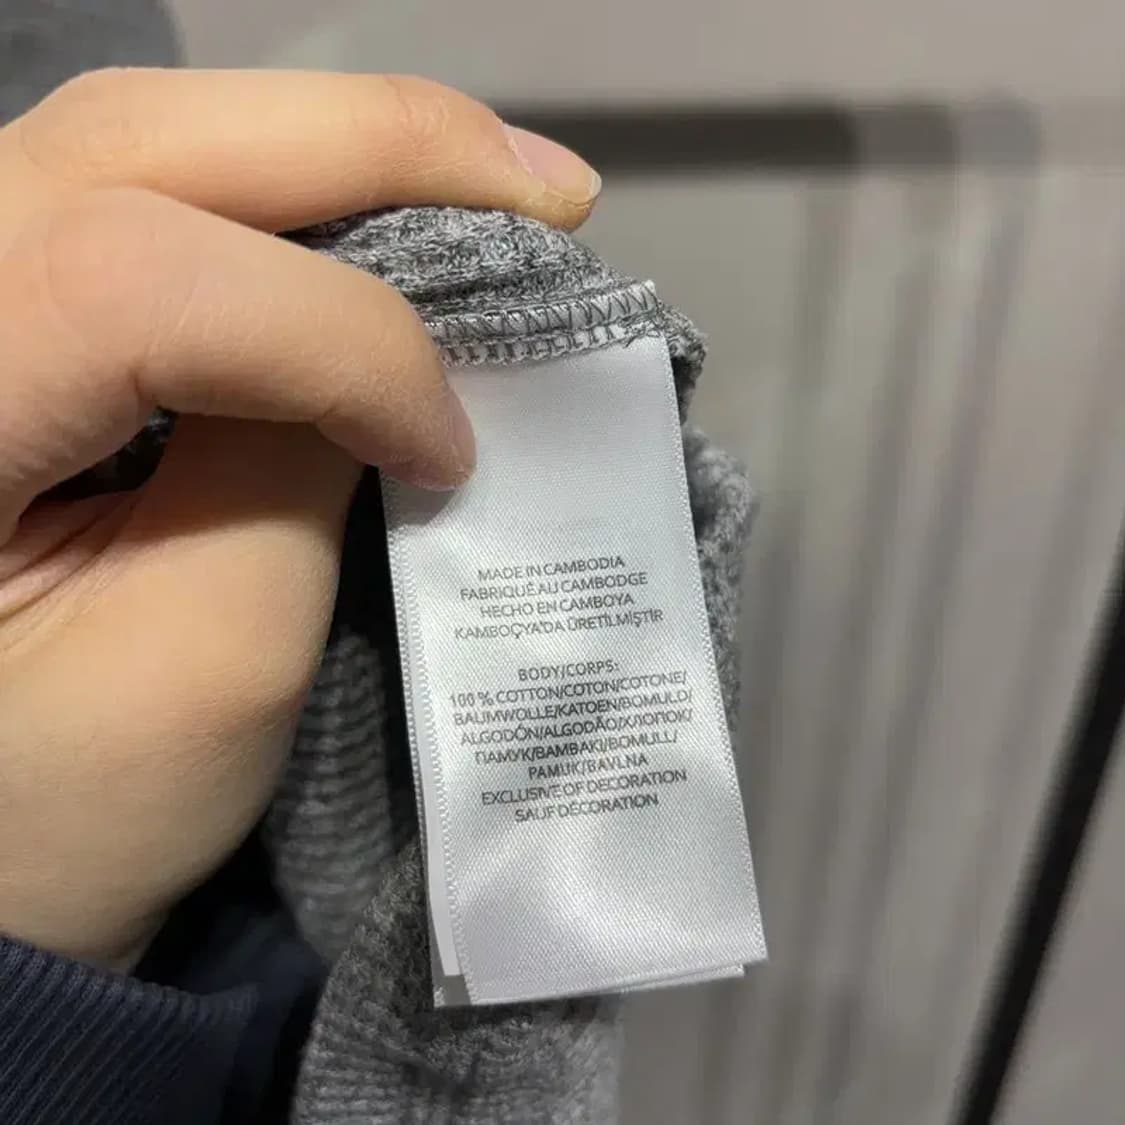 MADE IN CAMBODIA
FABRIQUÉ AU CAMBODGE
HECHO EN CAMBOYA
KAMBOÇYA'DA ÜRETİLMİŞTİR
BODY/CORPS:
100 % COTTON/COTON/COTONE/
BAUMWOLLE/KATOEN/BOMULD/
ALGODÓN/ALGODÃO/ХЛОПОК/
ПАМУК/BAMBAKI/BOMULL/
PAMUK/BAVLNA
EXCLUSIVE OF DECORATION
SAUF DÉCORATION